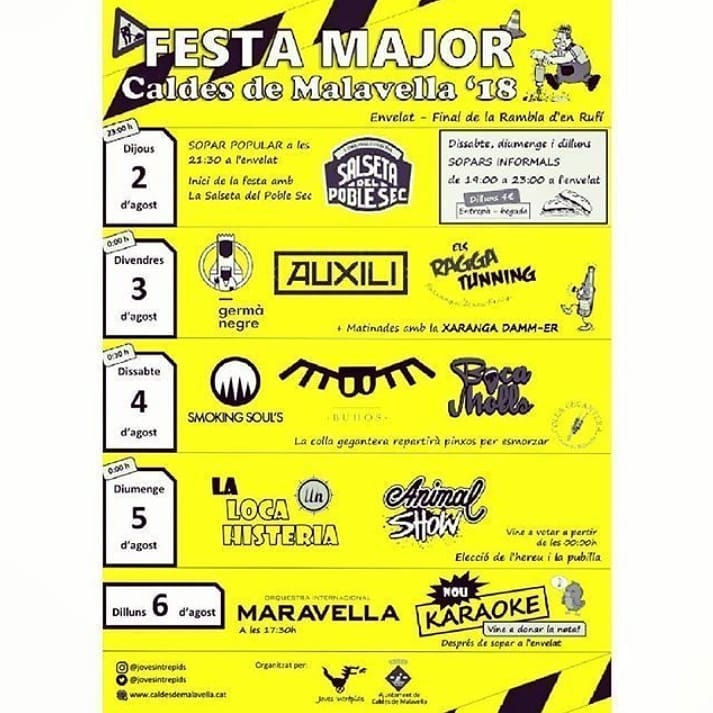 FESTA MAJOR
Caldes de Malavella '18
Envelat - Final de la Rambla d'en Rufí
23:00 h
Dijous
2
d'agost
SOPAR POPULAR a les
21:30 a l'envelat
Inici de la festa amb
La Salseta del Poble Sec
SALSETA
DEL
POBLE SEC
Dissabte, diumenge i dilluns
SOPARS INFORMALS
de 19:00 a 23:00 a l'envelat
Dilluns 4€
Entrepà - beguda
0:00 h
Divendres
3
d'agost
germà
negre
AUXILI
ELS
RAGGA
TUNNING
+ Matinades amb la XARANGA DAMM-ER
0:30 h
Dissabte
4
d'agost
SMOKING SOUL'S
·BUHOS·
Boca
Molls
COLLA GEGANTERA
La colla gegantera repartirà pinxos per esmorzar
0:00 h
Diumenge
5
d'agost
LA
LOCA
HISTERIA
Animal
SHOW
Vine a votar a partir
de les 00:00h
Elecció de l'hereu i la pubilla
Dilluns 6 d'agost
ORQUESTRA INTERNACIONAL
MARAVELLA
A les 17:30h
NOU
KARAOKE
Vine a donar la nota!
Després de sopar a l'envelat
@jovesintrepids
@jovesintrepids
www.caldesdemalavella.cat
Organitzat per:
Joves intrèpids
Ajuntament de
Caldes de Malavella